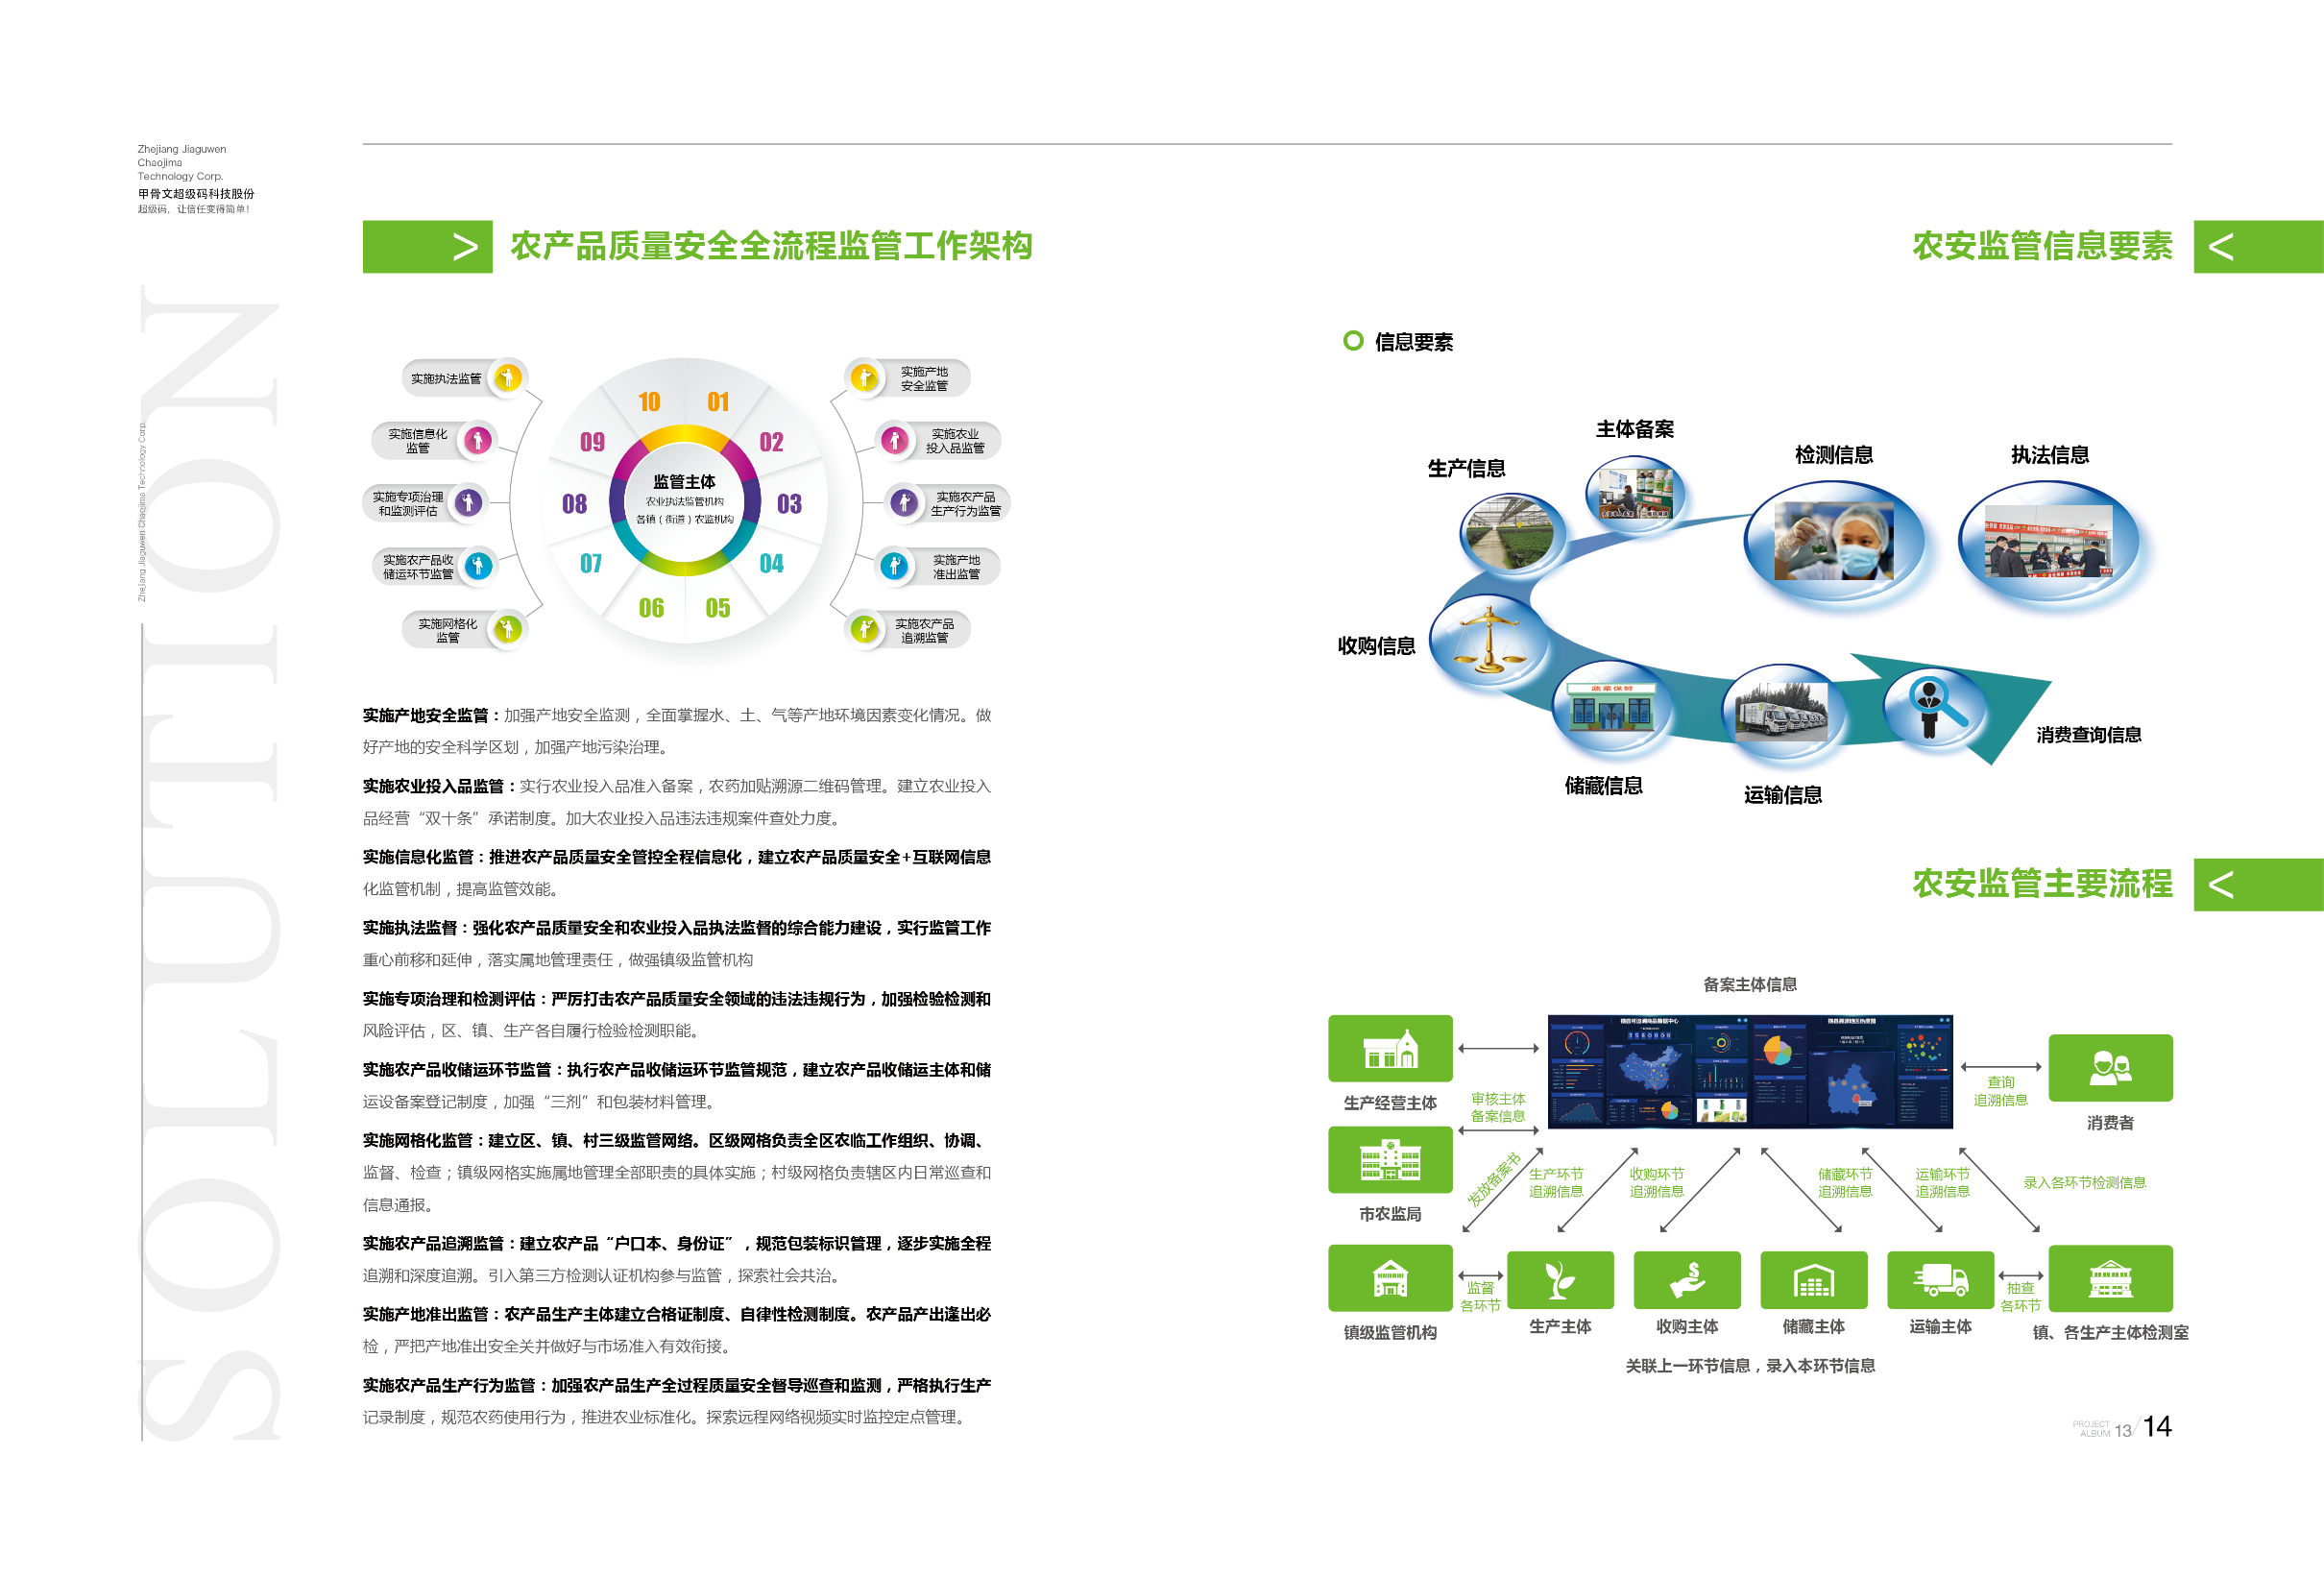 Zhejiang Jiaguwen
Chaojima
Technology Corp.
甲骨文超级码科技股份
超级码，让信任变得简单！
SOLUTION
Zhejiang Jiaguwen Chaojima Technology Corp.
> 农产品质量安全全流程监管工作架构
实施执法监管
实施信息化
监管
实施专项治理
和监测评估
实施农产品收
储运环节监管
实施网格化
监管
10
01
09
02
08
03
07
04
06
05
监管主体
农业执法监管机构
各镇（街道）农监机构
实施产地
安全监管
实施农业
投入品监管
实施农产品
生产行为监管
实施产地
准出监管
实施农产品
追溯监管
实施产地安全监管：加强产地安全监测，全面掌握水、土、气等产地环境因素变化情况。做
好产地的安全科学区划，加强产地污染治理。
实施农业投入品监管：实行农业投入品准入备案，农药加贴溯源二维码管理。建立农业投入
品经营“双十条”承诺制度。加大农业投入品违法违规案件查处力度。
实施信息化监管：推进农产品质量安全管控全程信息化，建立农产品质量安全+互联网信息
化监管机制，提高监管效能。
实施执法监督：强化农产品质量安全和农业投入品执法监督的综合能力建设，实行监管工作
重心前移和延伸，落实属地管理责任，做强镇级监管机构
实施专项治理和检测评估：严厉打击农产品质量安全领域的违法违规行为，加强检验检测和
风险评估，区、镇、生产各自履行检验检测职能。
实施农产品收储运环节监管：执行农产品收储运环节监管规范，建立农产品收储运主体和储
运设备案登记制度，加强“三剂”和包装材料管理。
实施网格化监管：建立区、镇、村三级监管网络。区级网格负责全区农临工作组织、协调、
监督、检查；镇级网格实施属地管理全部职责的具体实施；村级网格负责辖区内日常巡查和
信息通报。
实施农产品追溯监管：建立农产品“户口本、身份证”，规范包装标识管理，逐步实施全程
追溯和深度追溯。引入第三方检测认证机构参与监管，探索社会共治。
实施产地准出监管：农产品生产主体建立合格证制度、自律性检测制度。农产品产出逢出必
检，严把产地准出安全关并做好与市场准入有效衔接。
实施农产品生产行为监管：加强农产品生产全过程质量安全督导巡查和监测，严格执行生产
记录制度，规范农药使用行为，推进农业标准化。探索远程网络视频实时监控定点管理。
农安监管信息要素 <
信息要素
主体备案
生产信息
检测信息
执法信息
收购信息
蔬菜保鲜
消费查询信息
储藏信息
运输信息
农安监管主要流程 <
备案主体信息
生产经营主体
审核主体
备案信息
市农监局
查询
追溯信息
消费者
发放备案书
生产环节
追溯信息
收购环节
追溯信息
储藏环节
追溯信息
运输环节
追溯信息
录入各环节检测信息
监督
各环节
抽查
各环节
镇级监管机构
生产主体
收购主体
储藏主体
运输主体
镇、各生产主体检测室
关联上一环节信息，录入本环节信息
PROJECT
ALBUM 13/14